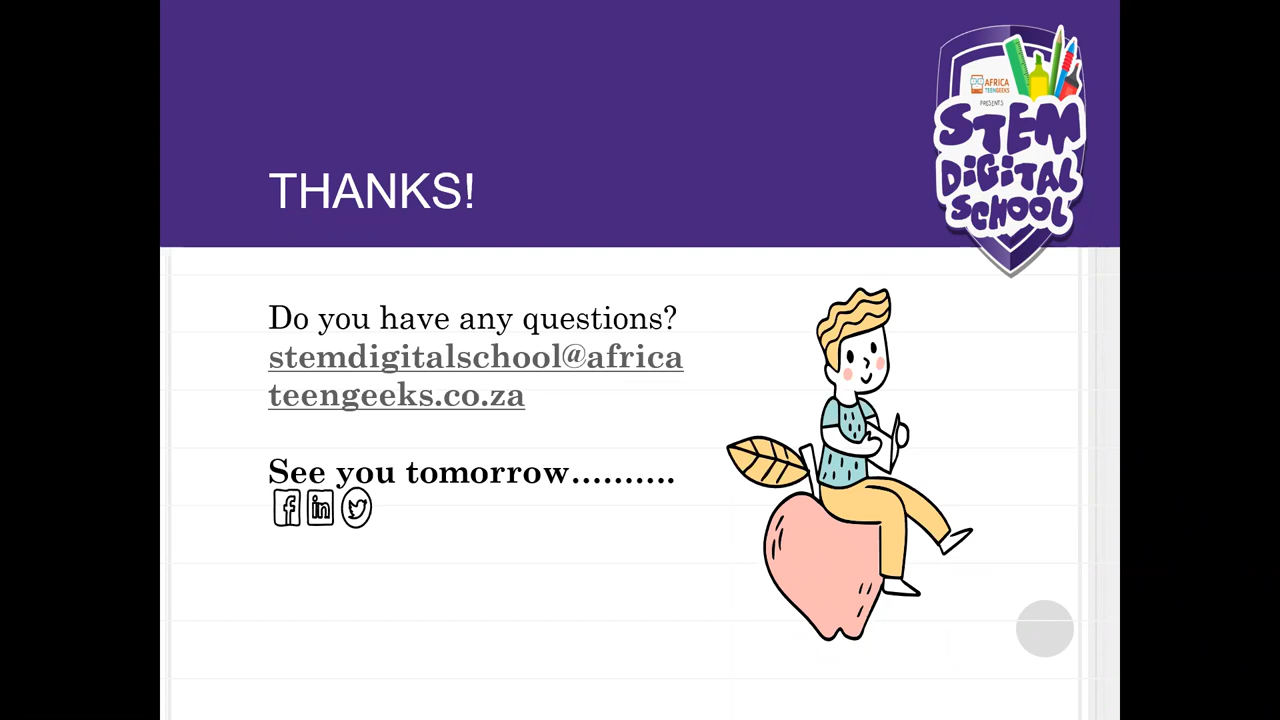 AFRICA
TEENGEEKS
PRESENTS
STEM
DIGITAL
SCHOOL
THANKS!
Do you have any questions?
stemdigitalschool@africa
teengeeks.co.za
See you tomorrow……….
f in